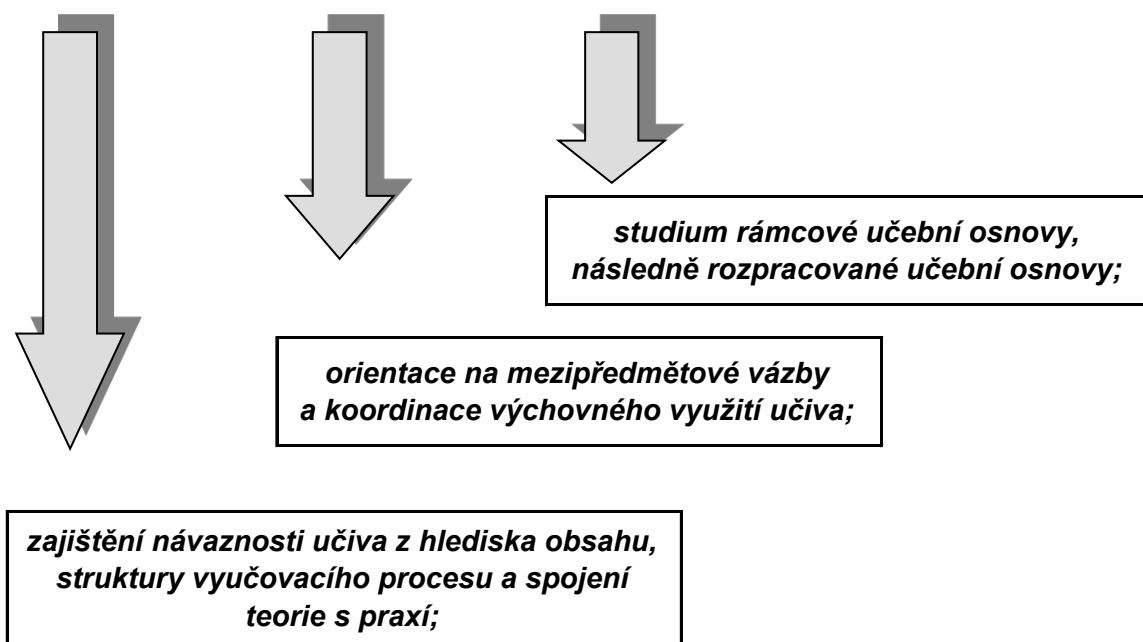 studium rámcové učební osnovy,
následně rozpracované učební osnovy;
orientace na mezipředmětové vázby
a koordinace výchovného využití učiva;
zajištění návaznosti učiva z hlediska obsahu,
struktury vyučovacího procesu a spojení
teorie s praxí;